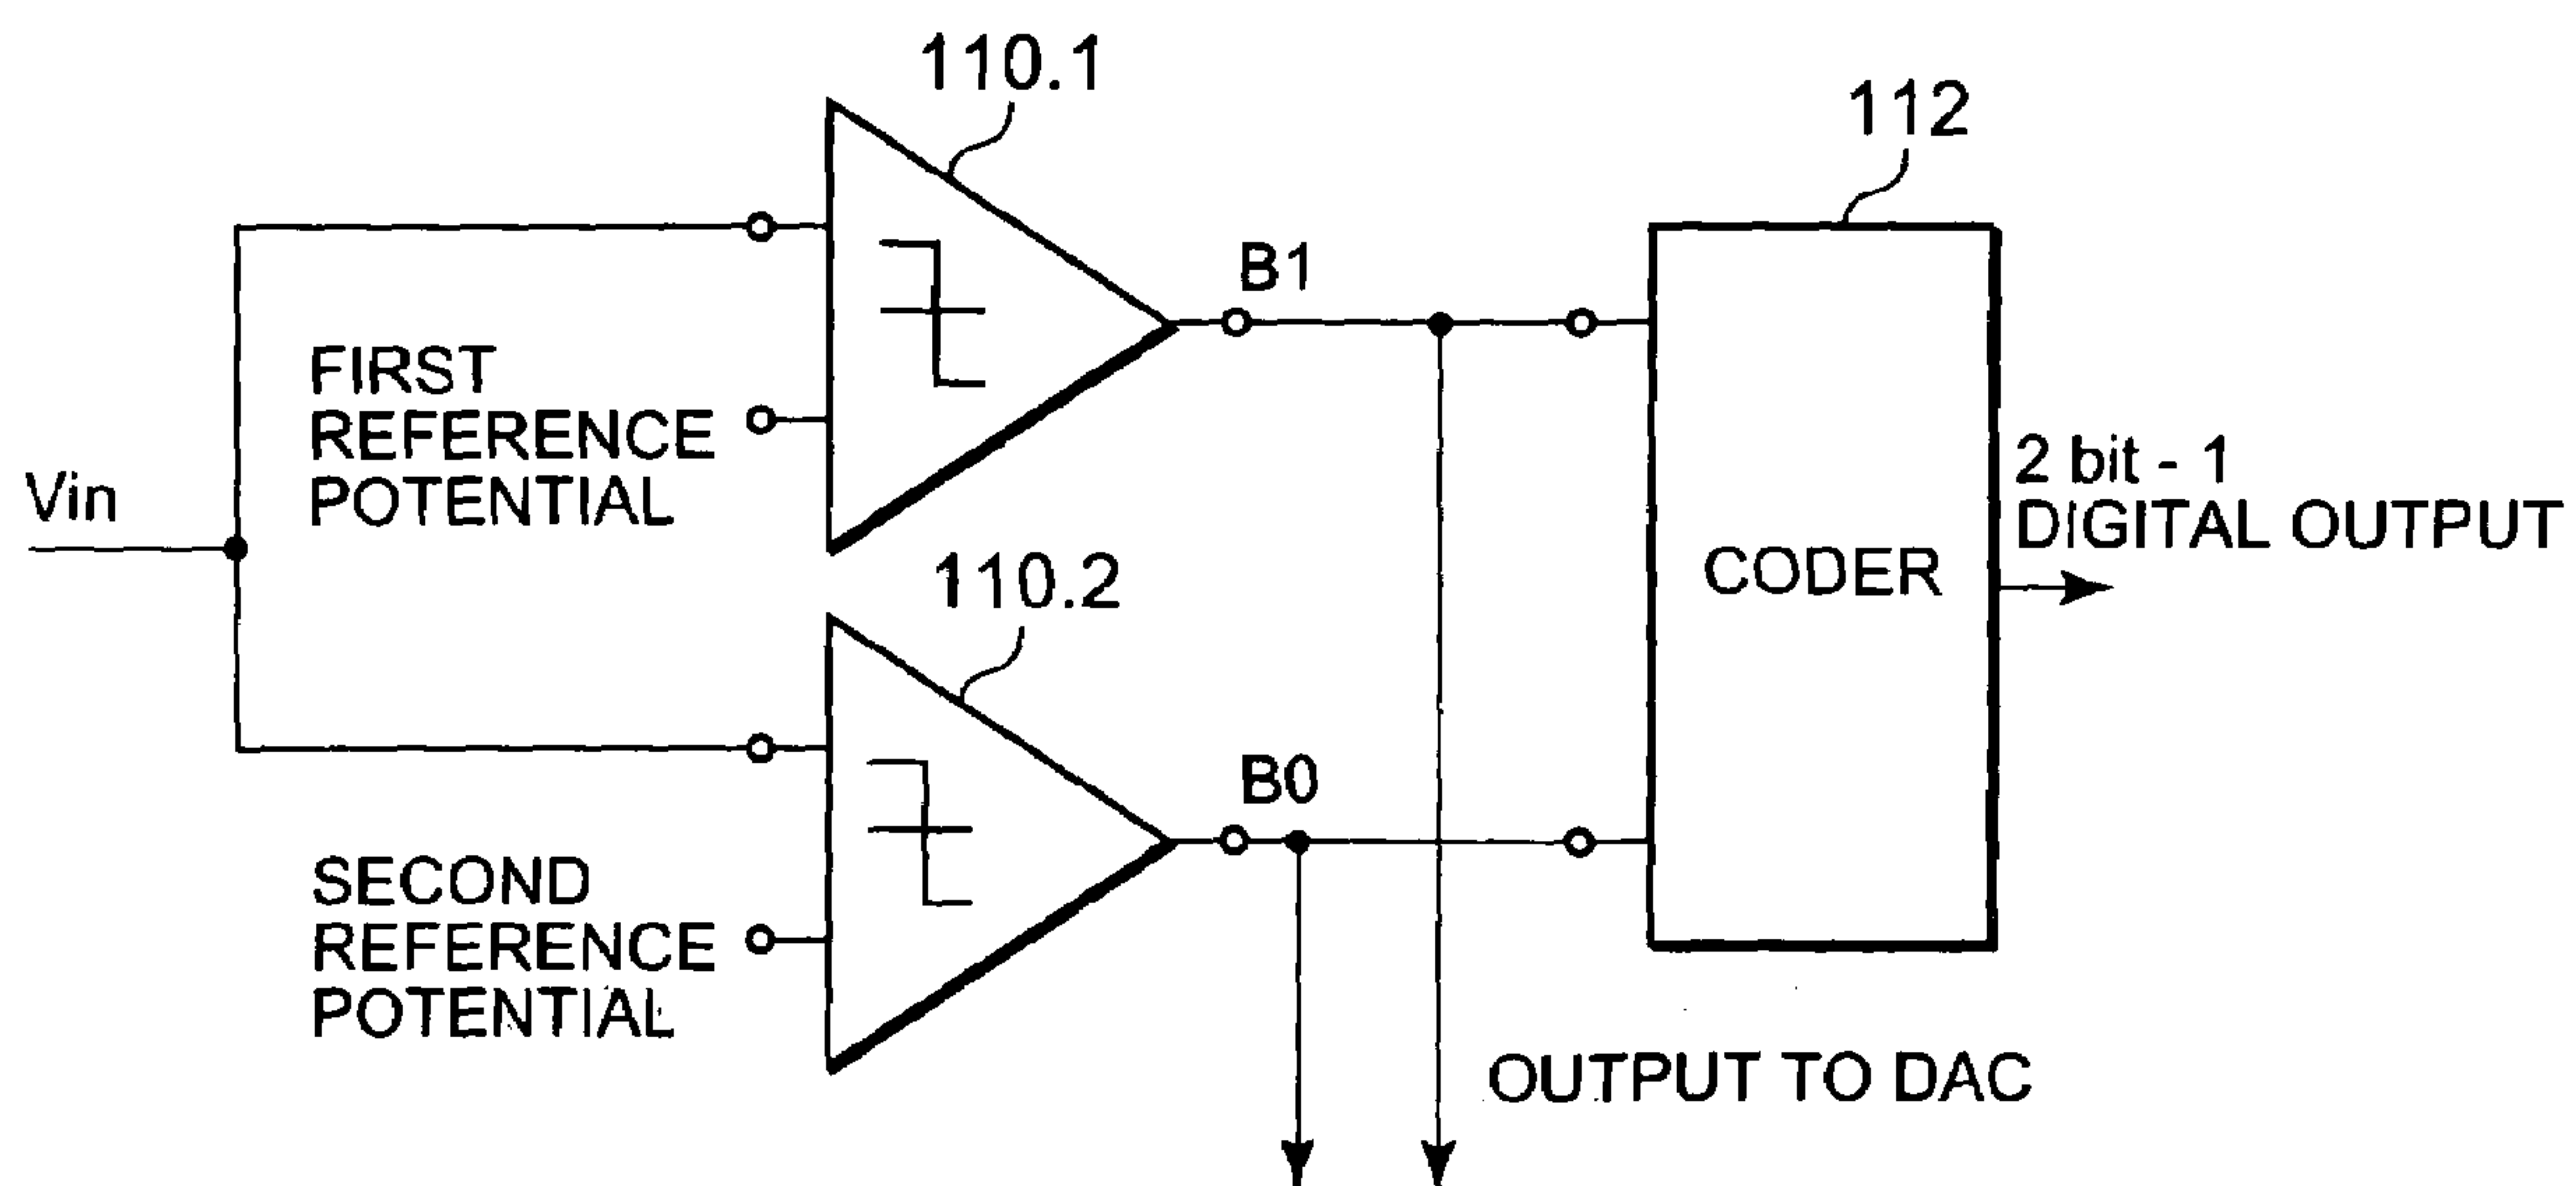 110.1
112
B1
FIRST
REFERENCE
POTENTIAL
Vin
2 bit - 1
DIGITAL OUTPUT
CODER
110.2
B0
SECOND
REFERENCE
POTENTIAL
OUTPUT TO DAC